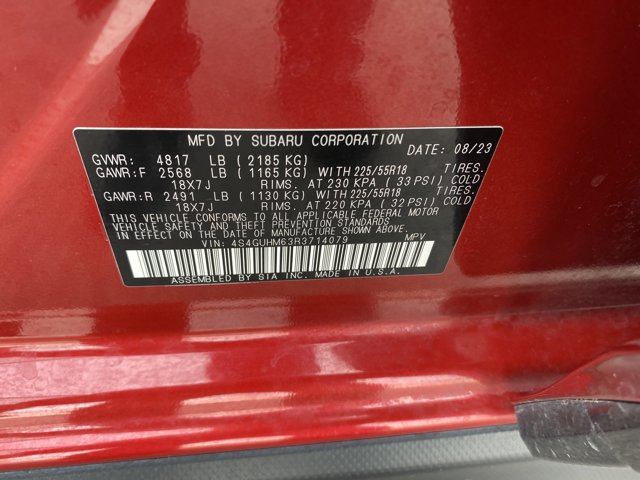 MFD BY SUBARU CORPORATION DATE: 08/23
GVWR: 4817 LB (2185 KG)
GAWR:F 2568 LB (1165 KG) WITH 225/55R18 TIRES.
18X7J RIMS. AT 230 KPA (33 PSI) COLD
GAWR:R 2491 LB (1130 KG) WITH 225/55R18 TIRES.
18X7J RIMS. AT 220 KPA (32 PSI) COLD
THIS VEHICLE CONFORMS TO ALL APPLICABLE FEDERAL MOTOR
VEHICLE SAFETY AND THEFT PREVENTION STANDARDS
IN EFFECT ON THE DATE OF MANUFACTURE SHOWN ABOVE.
VIN: 4S4GUHM63R3714079 MPV
ASSEMBLED BY SIA INC. MADE IN U.S.A.